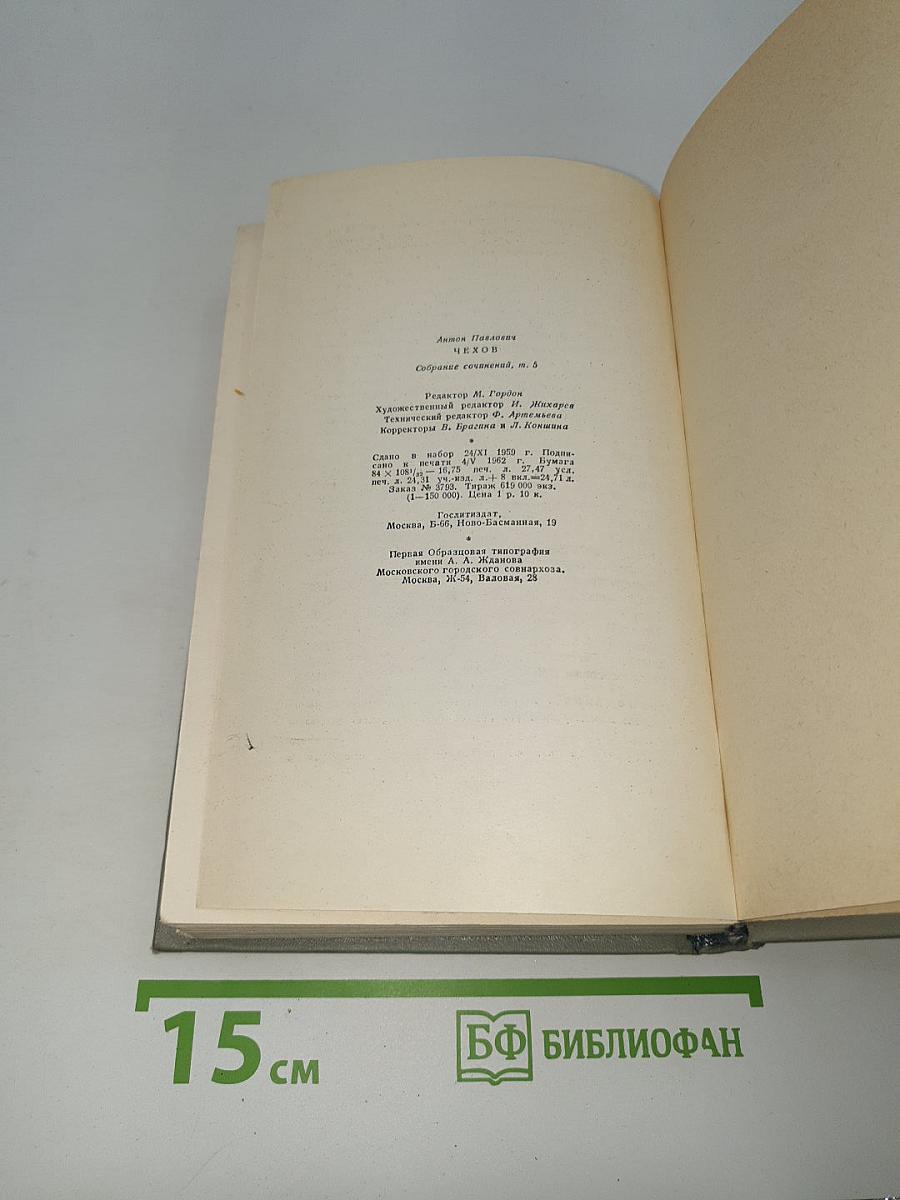 Антон Павлович
ЧЕХОВ
Собрание сочинений, т. 5
Редактор М. Гордон
Художественный редактор И. Жихарев
Технический редактор Ф. Артемьева
Корректоры В. Брагина и Л. Коншина
*
Сдано в набор 24/XI 1959 г. Подпи-
сано к печати 4/V 1962 г. Бумага
84 × 108¹/₃₂ — 16,75 печ. л. 27,47 усл.
печ. л. 24,31 уч.-изд. л.+ 8 вкл.=24,71 л.
Заказ № 3793. Тираж 619 000 экз.
(1—150 000). Цена 1 р. 10 к.
Гослитиздат.
Москва, Б-66, Ново-Басманная, 19
*
Первая Образцовая типография
имени А. А. Жданова
Московского городского совнархоза.
Москва, Ж-54, Валовая, 28
15 см
БФ БИБЛИОФАН